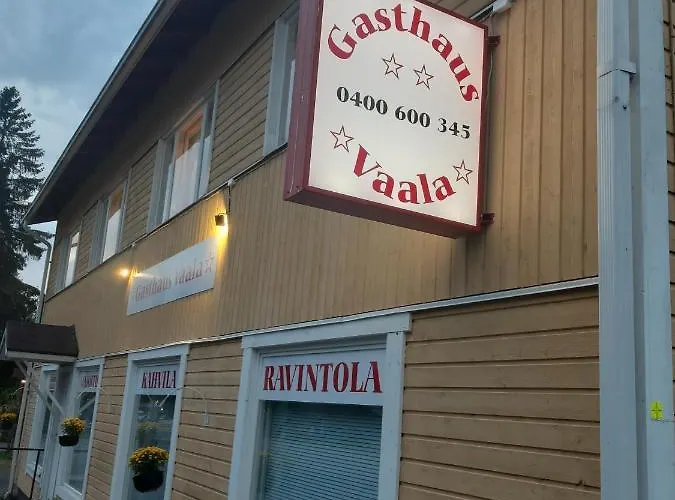 Gasthaus
0400 600 345
Vaala
Gasthaus Vaala
KAHVILA
RAVINTOLA